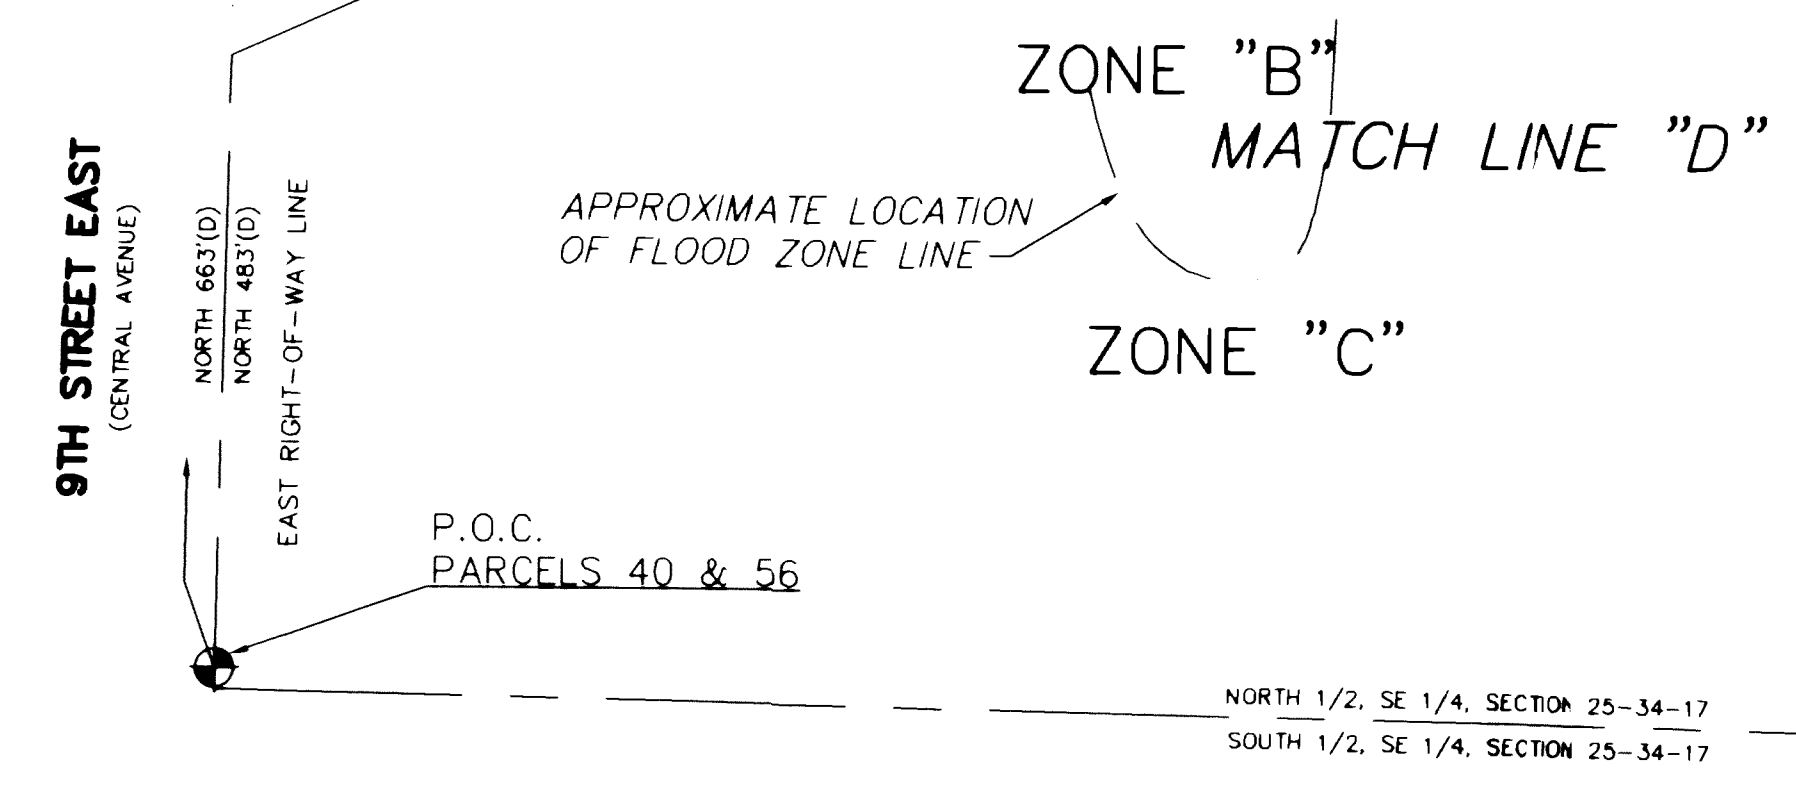 ZONE "B"
MATCH LINE "D"
APPROXIMATE LOCATION
OF FLOOD ZONE LINE
ZONE "C"
9TH STREET EAST
(CENTRAL AVENUE)
NORTH 663'(D)
NORTH 483'(D)
EAST RIGHT-OF-WAY LINE
P.O.C.
PARCELS 40 & 56
NORTH 1/2, SE 1/4, SECTION 25-34-17
SOUTH 1/2, SE 1/4, SECTION 25-34-17